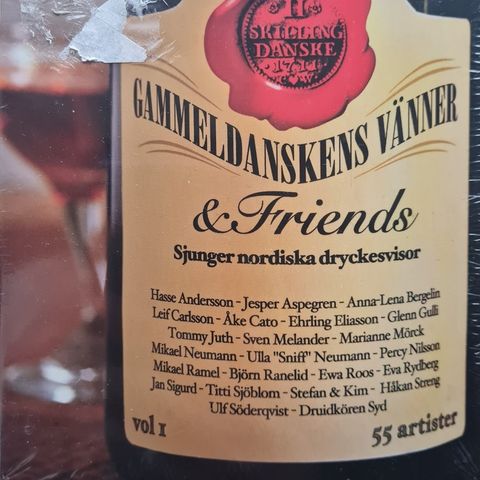 II
SKILLING
DANSKE
1711
GAMMELDANSKENS VÄNNER
& Friends
Sjunger nordiska dryckesvisor
Hasse Andersson - Jesper Aspegren - Anna-Lena Bergelin
Leif Carlsson - Åke Cato - Ehrling Eliasson - Glenn Gulli
Tommy Juth - Sven Melander - Marianne Mörck
Mikael Neumann - Ulla "Sniff" Neumann - Percy Nilsson
Mikael Ramel - Björn Ranelid - Ewa Roos - Eva Rydberg
Jan Sigurd - Titti Sjöblom - Stefan & Kim - Håkan Streng
Ulf Söderqvist - Druidkören Syd
vol 1
55 artister